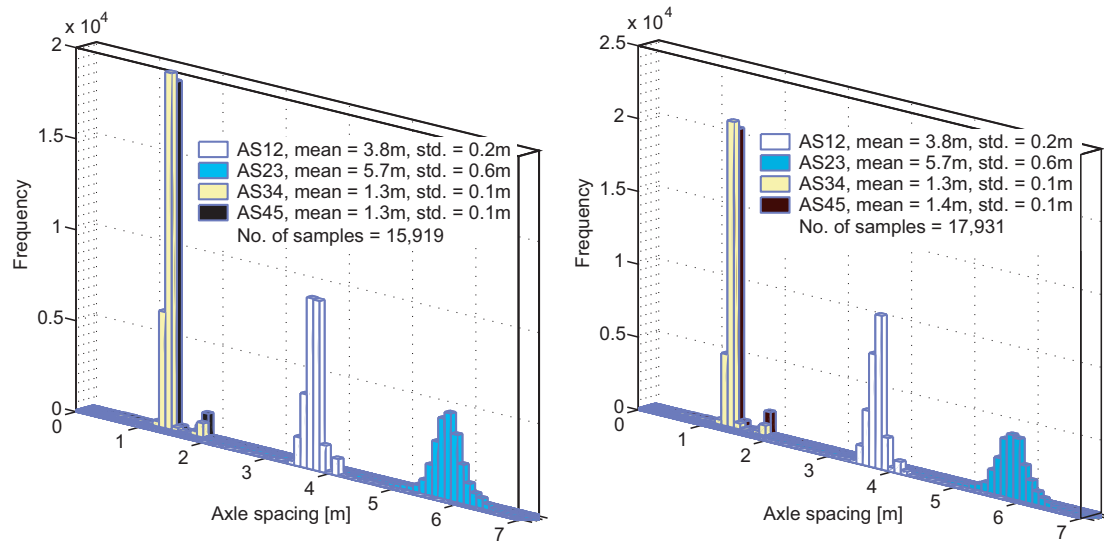 x 10⁴
2
1.5
1
0.5
0
Frequency
AS12, mean = 3.8m, std. = 0.2m
AS23, mean = 5.7m, std. = 0.6m
AS34, mean = 1.3m, std. = 0.1m
AS45, mean = 1.3m, std. = 0.1m
No. of samples = 15,919
0
1
2
3
4
5
6
7
Axle spacing [m]
x 10⁴
2.5
2
1.5
1
0.5
0
Frequency
AS12, mean = 3.8m, std. = 0.2m
AS23, mean = 5.7m, std. = 0.6m
AS34, mean = 1.3m, std. = 0.1m
AS45, mean = 1.4m, std. = 0.1m
No. of samples = 17,931
0
1
2
3
4
5
6
7
Axle spacing [m]